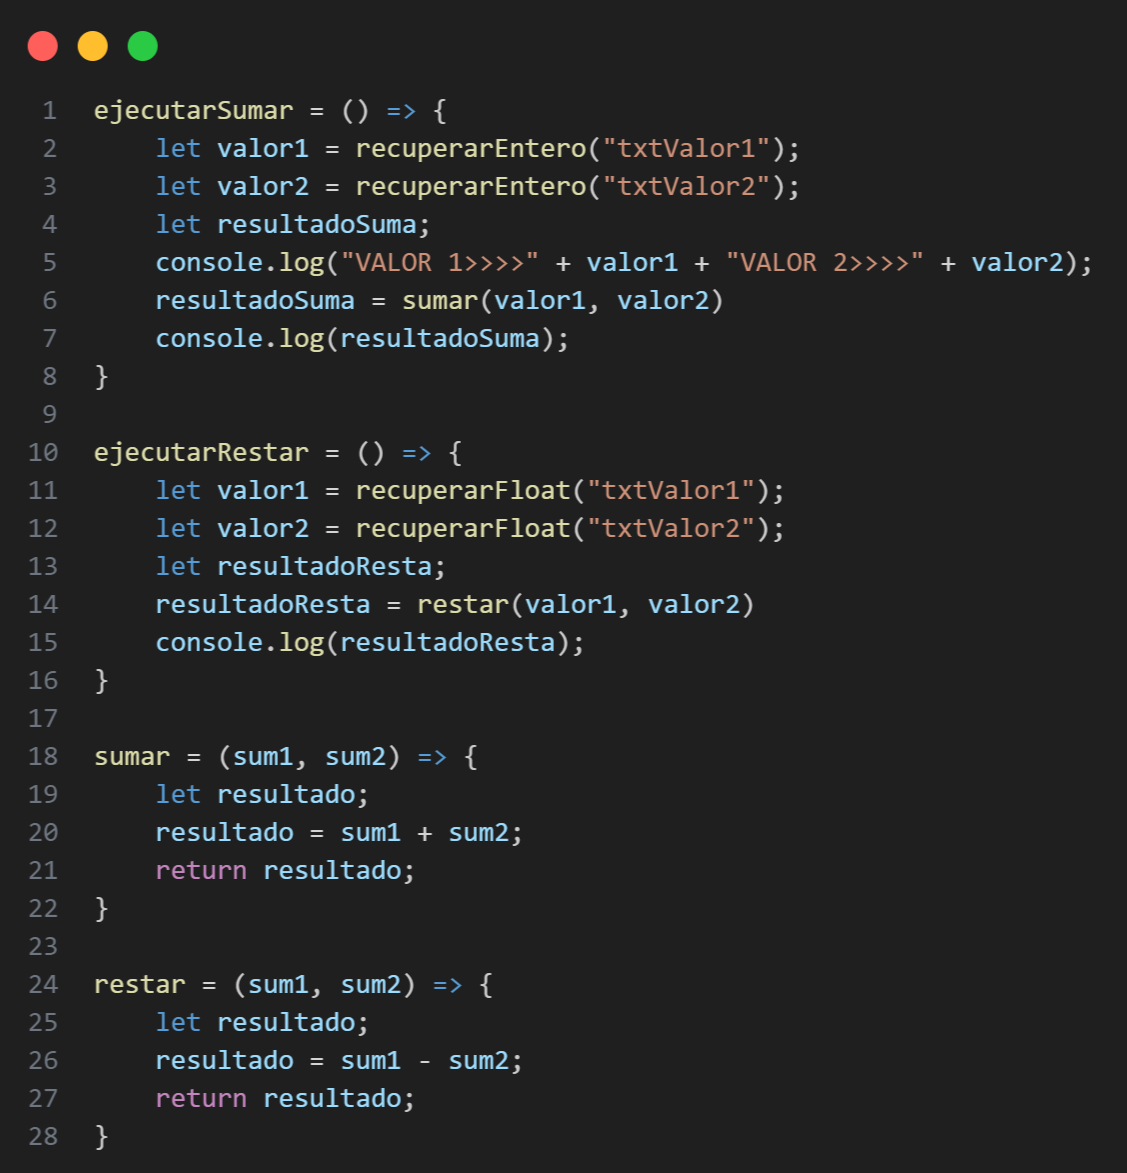 1 ejecutarSumar = () => {
2     let valor1 = recuperarEntero("txtValor1");
3     let valor2 = recuperarEntero("txtValor2");
4     let resultadoSuma;
5     console.log("VALOR 1>>>>" + valor1 + "VALOR 2>>>>" + valor2);
6     resultadoSuma = sumar(valor1, valor2)
7     console.log(resultadoSuma);
8 }
9
10 ejecutarRestar = () => {
11     let valor1 = recuperarFloat("txtValor1");
12     let valor2 = recuperarFloat("txtValor2");
13     let resultadoResta;
14     resultadoResta = restar(valor1, valor2)
15     console.log(resultadoResta);
16 }
17
18 sumar = (sum1, sum2) => {
19     let resultado;
20     resultado = sum1 + sum2;
21     return resultado;
22 }
23
24 restar = (sum1, sum2) => {
25     let resultado;
26     resultado = sum1 - sum2;
27     return resultado;
28 }